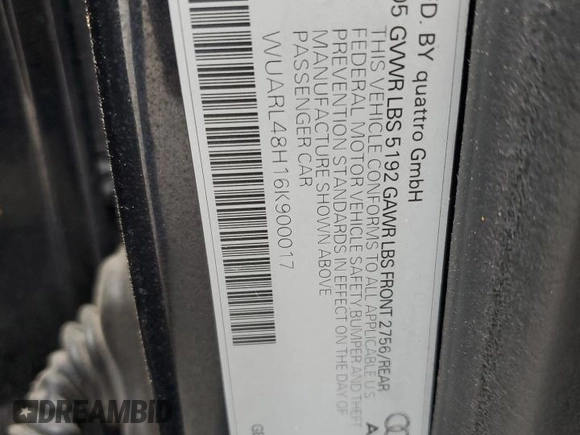 D. BY quattro GmbH
05 GVWR LBS 5192 GAWR LBS FRONT 2756/REAR
THIS VEHICLE CONFORMS TO ALL APPLICABLE U.S.
FEDERAL MOTOR VEHICLE SAFETY BUMPER AND THEFT
PREVENTION STANDARDS IN EFFECT ON THE DAY OF
MANUFACTURE SHOWN ABOVE
PASSENGER CAR
WUARL48H16K900017
DREAMBID